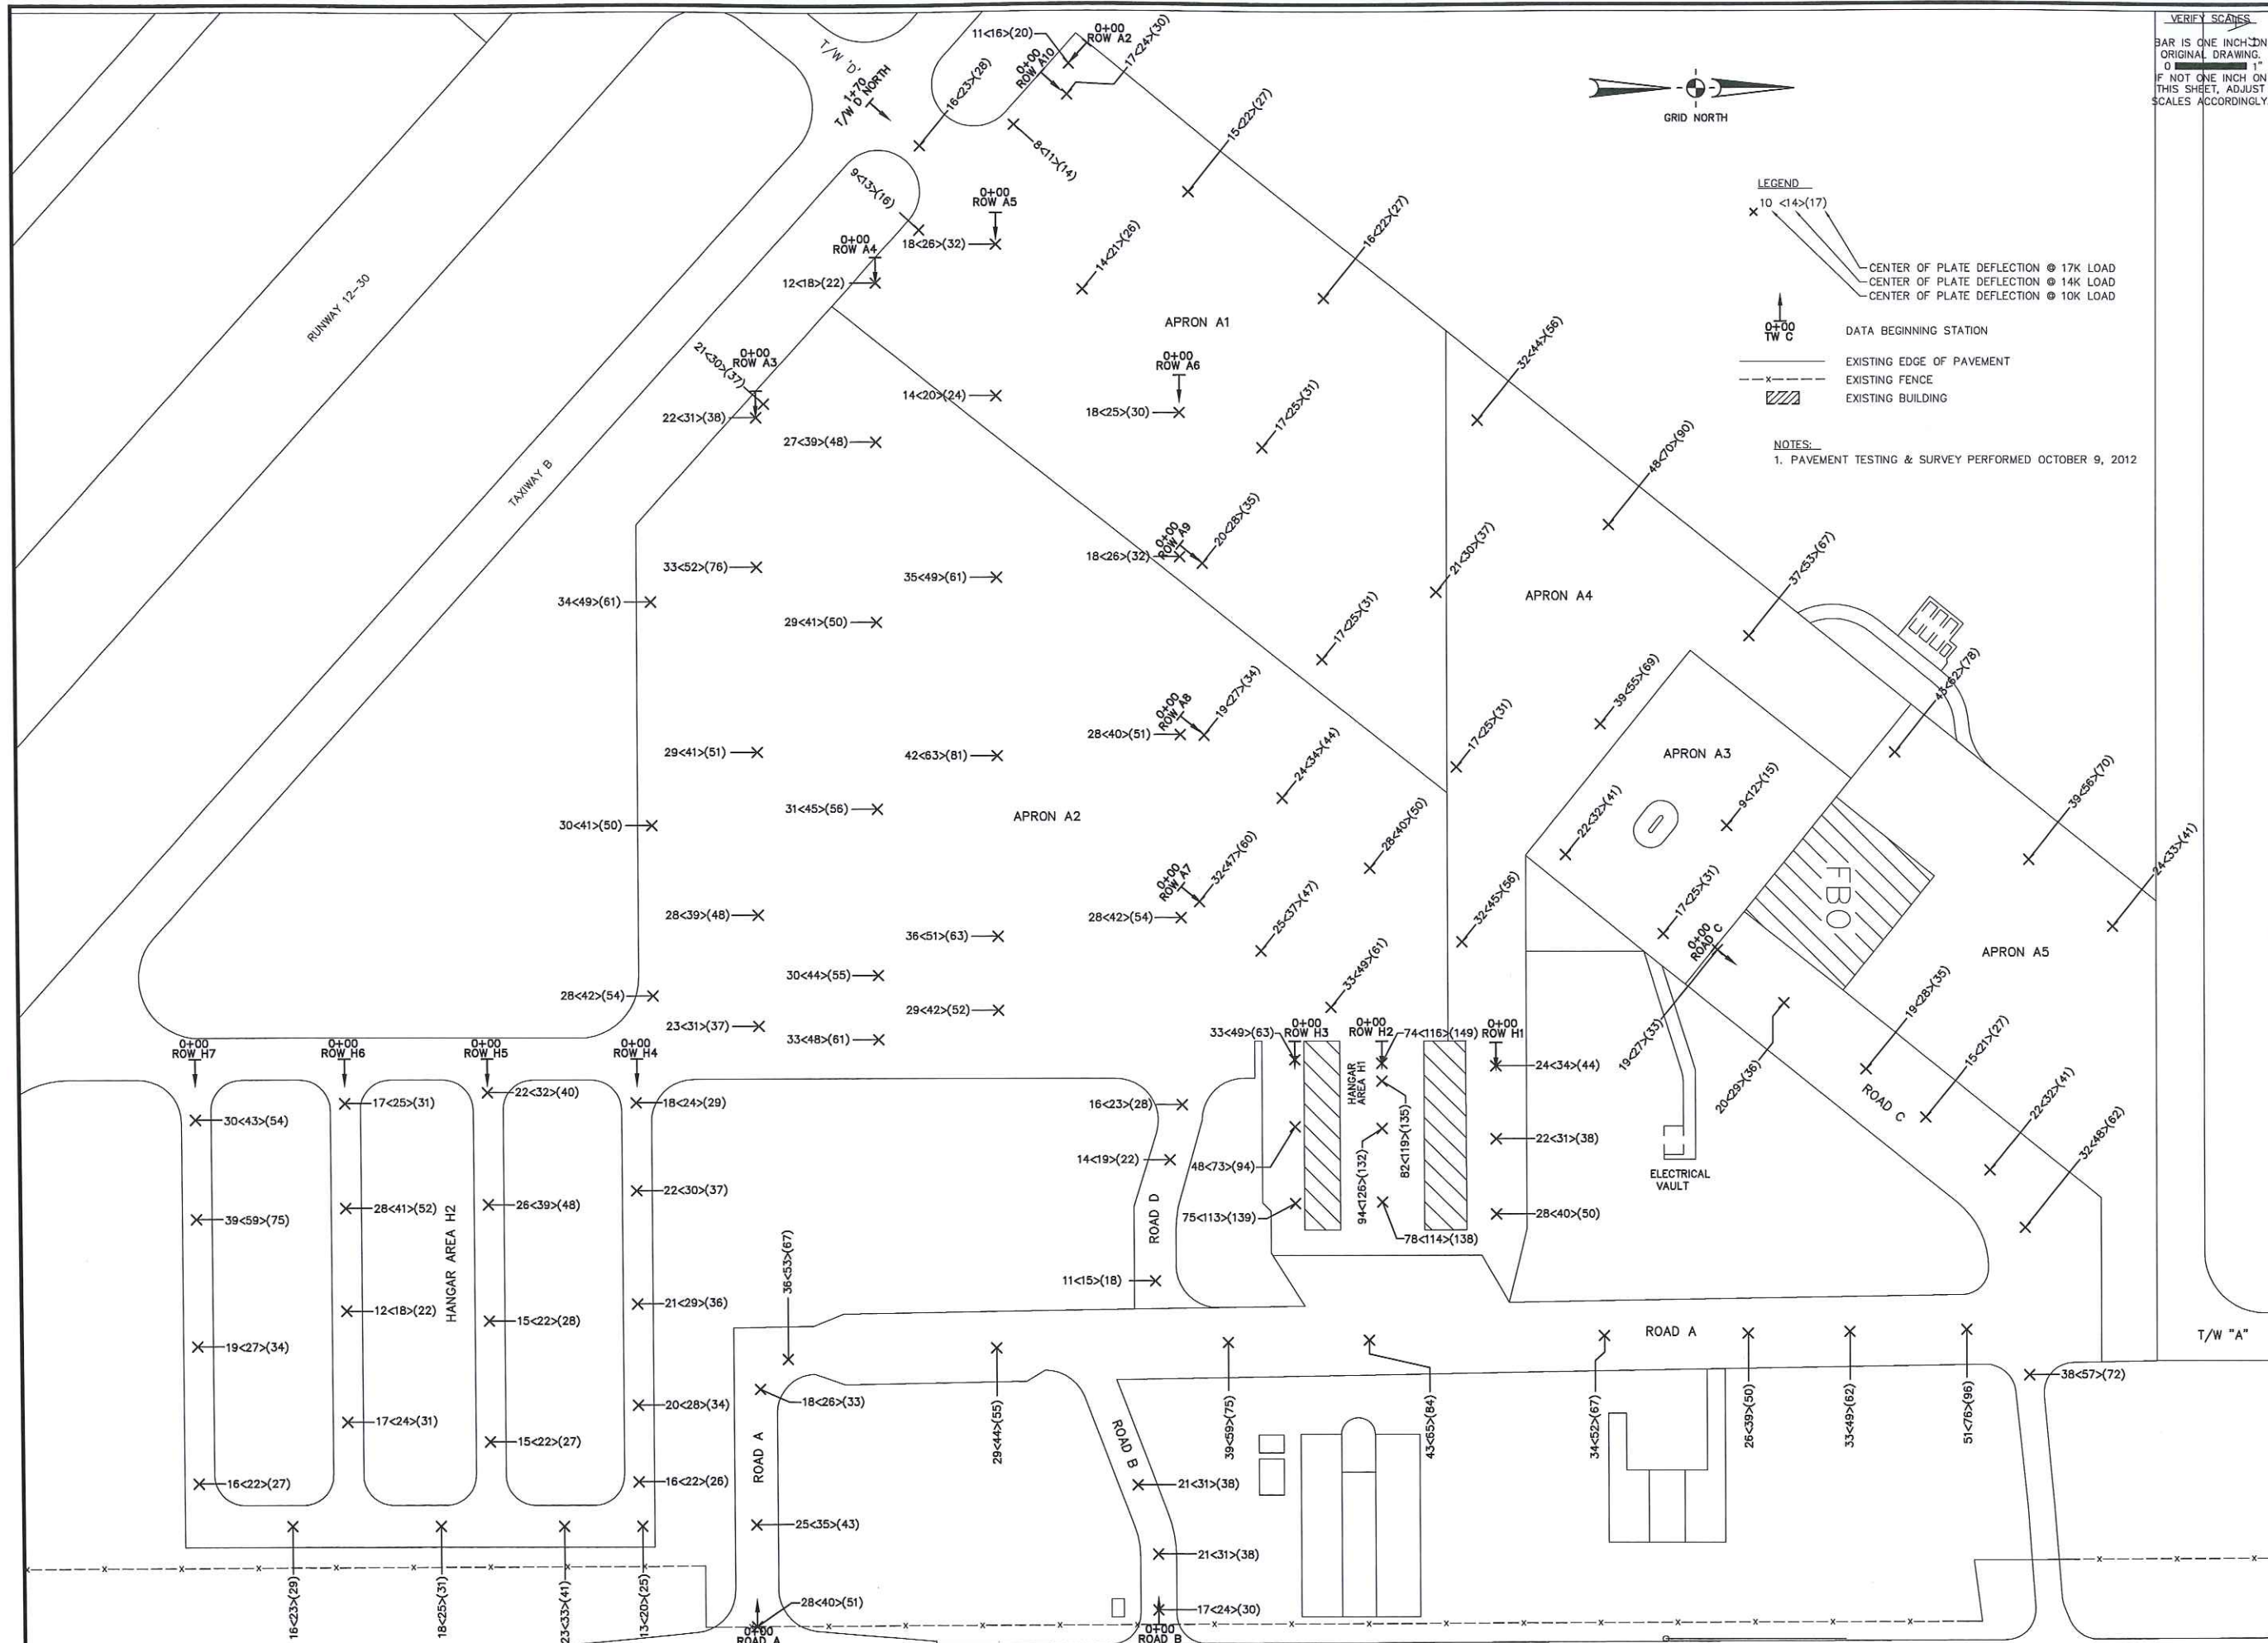 VERIFY SCALES
BAR IS ONE INCH ON
ORIGINAL DRAWING.
0 1"
IF NOT ONE INCH ON
THIS SHEET, ADJUST
SCALES ACCORDINGLY.
GRID NORTH
LEGEND
10 <14>(17)
CENTER OF PLATE DEFLECTION @ 17K LOAD
CENTER OF PLATE DEFLECTION @ 14K LOAD
CENTER OF PLATE DEFLECTION @ 10K LOAD
0+00
TW C
DATA BEGINNING STATION
EXISTING EDGE OF PAVEMENT
EXISTING FENCE
EXISTING BUILDING
NOTES:
1. PAVEMENT TESTING & SURVEY PERFORMED OCTOBER 9, 2012
T/W 'D'
1+70
T/W D NORTH
11<16>(20)
0+00
ROW A2
0+00
ROW A10
17<24>(30)
16<23>(28)
8<11>(14)
15<22>(27)
9<13>(16)
0+00
ROW A5
18<26>(32)
0+00
ROW A4
12<18>(22)
14<21>(26)
16<22>(27)
RUNWAY 12-30
TAXIWAY B
APRON A1
21<30>(37)
0+00
ROW A3
22<31>(38)
14<20>(24)
0+00
ROW A6
18<25>(30)
17<25>(31)
32<44>(56)
27<39>(48)
48<70>(90)
33<52>(76)
34<49>(61)
35<49>(61)
29<41>(50)
18<26>(32)
0+00
ROW A9
20<28>(35)
21<30>(37)
APRON A4
37<53>(67)
17<25>(31)
39<55>(69)
43<62>(78)
29<41>(51)
42<63>(81)
28<40>(51)
0+00
ROW A8
19<27>(34)
24<34>(44)
17<25>(31)
APRON A3
9<12>(15)
22<32>(41)
39<56>(70)
24<33>(41)
30<41>(50)
31<45>(56)
APRON A2
28<40>(50)
0+00
ROW A7
32<47>(60)
28<42>(54)
25<37>(47)
32<45>(56)
17<25>(31)
0+00
ROAD C
FBO
APRON A5
28<39>(48)
36<51>(63)
30<44>(55)
33<49>(61)
28<42>(54)
29<42>(52)
23<31>(37)
33<48>(61)
19<27>(33)
20<29>(36)
19<28>(35)
15<21>(27)
ROAD C
22<32>(41)
32<48>(62)
0+00
ROW H7
0+00
ROW H6
0+00
ROW H5
0+00
ROW H4
33<49>(63)
0+00
ROW H3
0+00
ROW H2
74<116>(149)
0+00
ROW H1
24<34>(44)
HANGAR
AREA H1
22<32>(40)
17<25>(31)
18<24>(29)
30<43>(54)
16<23>(28)
14<19>(22)
48<73>(94)
94<126>(132)
82<119>(135)
22<31>(38)
ELECTRICAL
VAULT
22<30>(37)
28<41>(52)
26<39>(48)
39<59>(75)
75<113>(139)
78<114>(138)
28<40>(50)
HANGAR AREA H2
ROAD D
11<15>(18)
36<53>(67)
21<29>(36)
12<18>(22)
15<22>(28)
19<27>(34)
ROAD A
T/W "A"
38<57>(72)
18<26>(33)
20<28>(34)
17<24>(31)
15<22>(27)
ROAD A
29<44>(55)
ROAD B
39<59>(75)
43<65>(84)
34<52>(67)
26<39>(50)
33<49>(62)
51<76>(96)
16<22>(27)
16<22>(26)
21<31>(38)
25<35>(43)
21<31>(38)
16<23>(29)
18<25>(31)
23<33>(41)
13<20>(25)
28<40>(51)
0+00
ROAD A
17<24>(30)
0+00
ROAD B